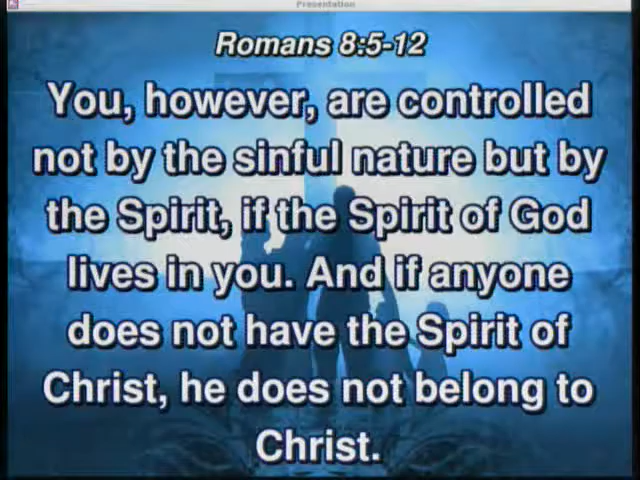 Presentation
Romans 8:5-12
You, however, are controlled
not by the sinful nature but by
the Spirit, if the Spirit of God
lives in you. And if anyone
does not have the Spirit of
Christ, he does not belong to
Christ.